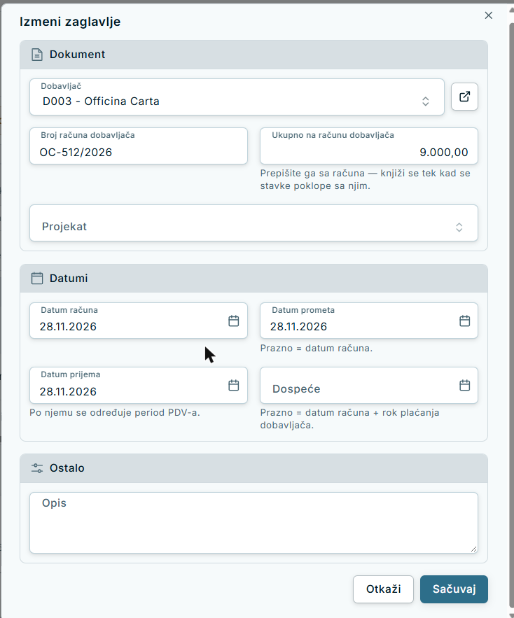 Izmeni zaglavlje
Dokument
Dobavljač
D003 - Officina Carta
Broj računa dobavljača
OC-512/2026
Ukupno na računu dobavljača
9.000,00
Prepišite ga sa računa — knjiži se tek kad se
stavke poklope sa njim.
Projekat
Datumi
Datum računa
28.11.2026
Datum prometa
28.11.2026
Prazno = datum računa.
Datum prijema
28.11.2026
Po njemu se određuje period PDV-a.
Dospeće
Prazno = datum računa + rok plaćanja
dobavljača.
Ostalo
Opis
Otkaži
Sačuvaj